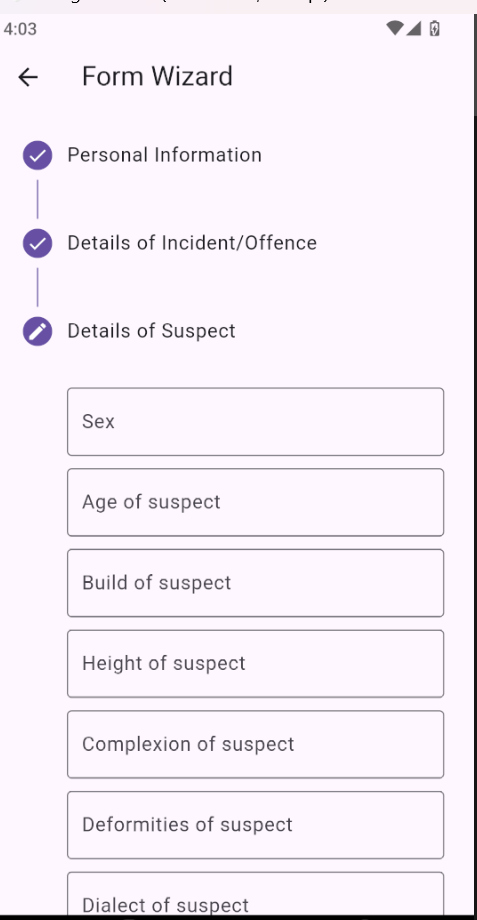 4:03
Form Wizard
Personal Information
Details of Incident/Offence
Details of Suspect
Sex
Age of suspect
Build of suspect
Height of suspect
Complexion of suspect
Deformities of suspect
Dialect of suspect